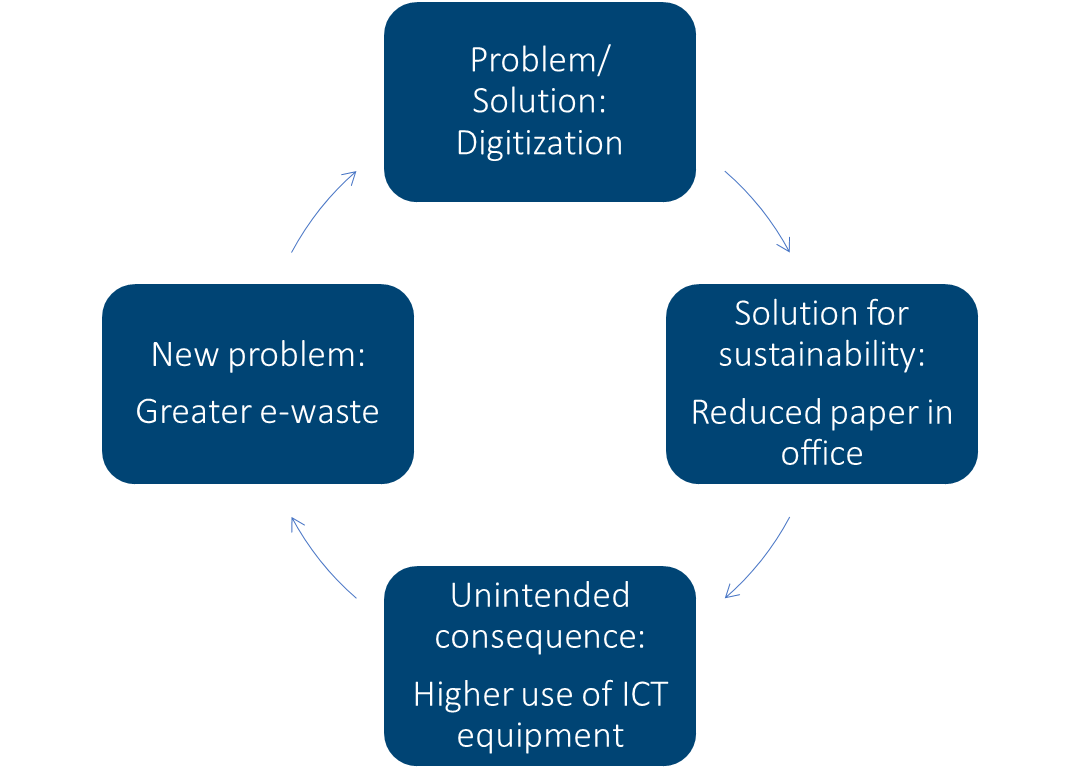 Problem/
Solution:
Digitization
Solution for
sustainability:
Reduced paper in
office
Unintended
consequence:
Higher use of ICT
equipment
New problem:
Greater e-waste